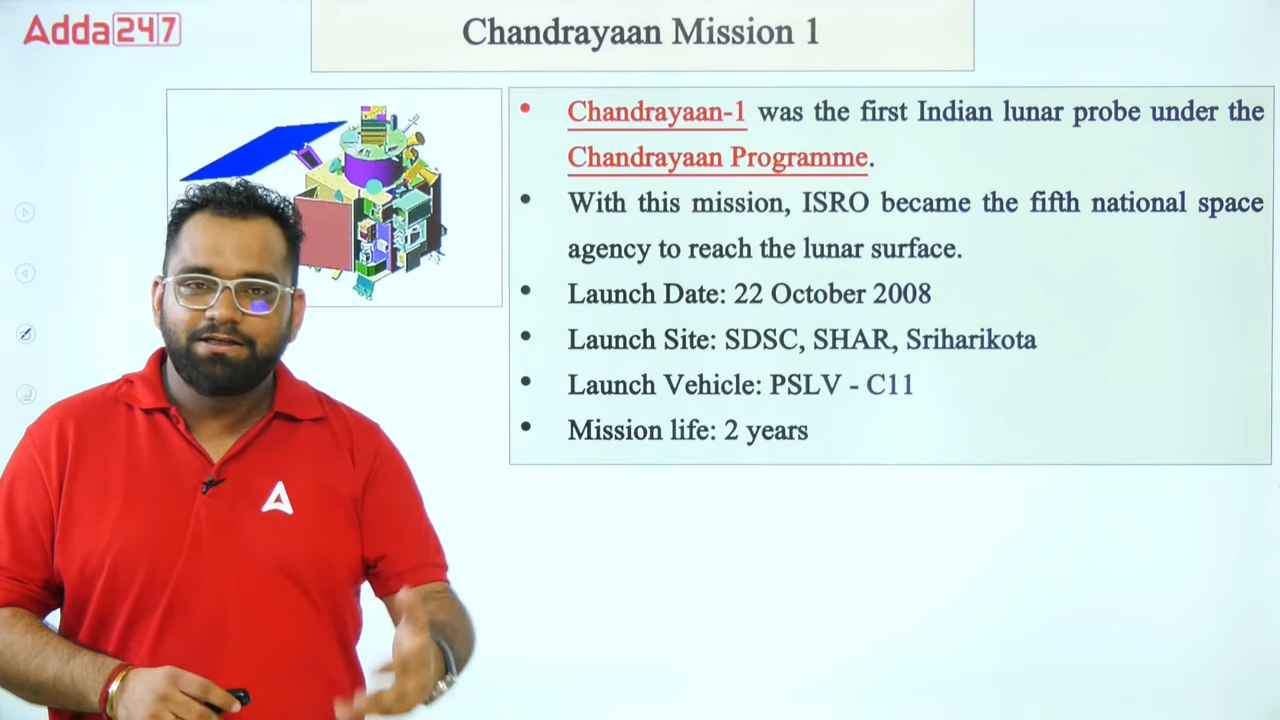 Adda247
Chandrayaan Mission 1
• Chandrayaan-1 was the first Indian lunar probe under the
Chandrayaan Programme.
• With this mission, ISRO became the fifth national space
agency to reach the lunar surface.
• Launch Date: 22 October 2008
• Launch Site: SDSC, SHAR, Sriharikota
• Launch Vehicle: PSLV - C11
• Mission life: 2 years